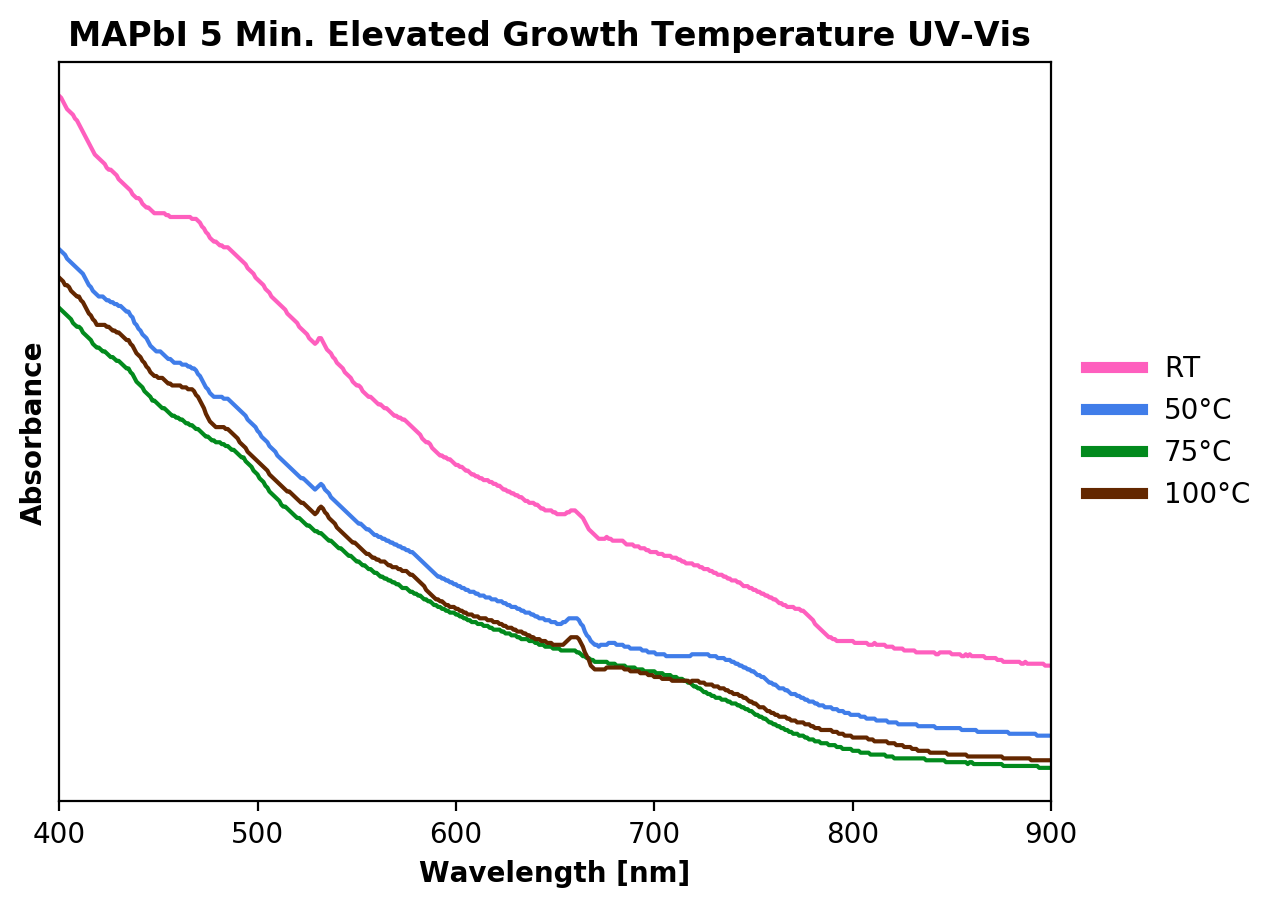 MAPbI 5 Min. Elevated Growth Temperature UV-Vis
Absorbance
RT
50°C
75°C
100°C
400 500 600 700 800 900
Wavelength [nm]